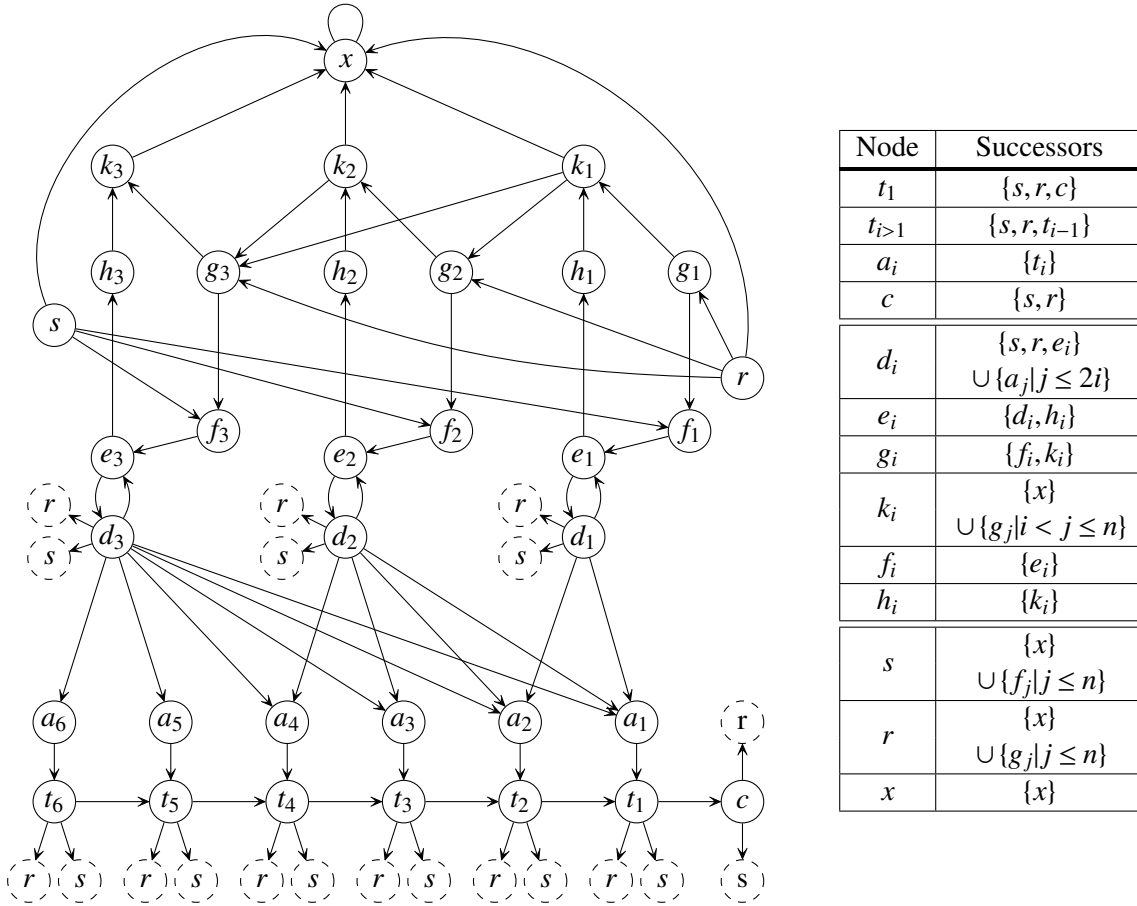 x
k₃ k₂ k₁
h₃ g₃ h₂ g₂ h₁ g₁
s
r
f₃ f₂ f₁
e₃ e₂ e₁
r r r
d₃ d₂ d₁
s s s
a₆ a₅ a₄ a₃ a₂ a₁ r
t₆ t₅ t₄ t₃ t₂ t₁ c
r s r s r s r s r s r s s
Node Successors
t₁ {s,r,c}
tᵢ>₁ {s,r,tᵢ₋₁}
aᵢ {tᵢ}
c {s,r}
dᵢ {s,r,eᵢ}
∪{aⱼ|j ≤ 2i}
eᵢ {dᵢ,hᵢ}
gᵢ {fᵢ,kᵢ}
kᵢ {x}
∪{gⱼ|i < j ≤ n}
fᵢ {eᵢ}
hᵢ {kᵢ}
s {x}
∪{fⱼ|j ≤ n}
r {x}
∪{gⱼ|j ≤ n}
x {x}